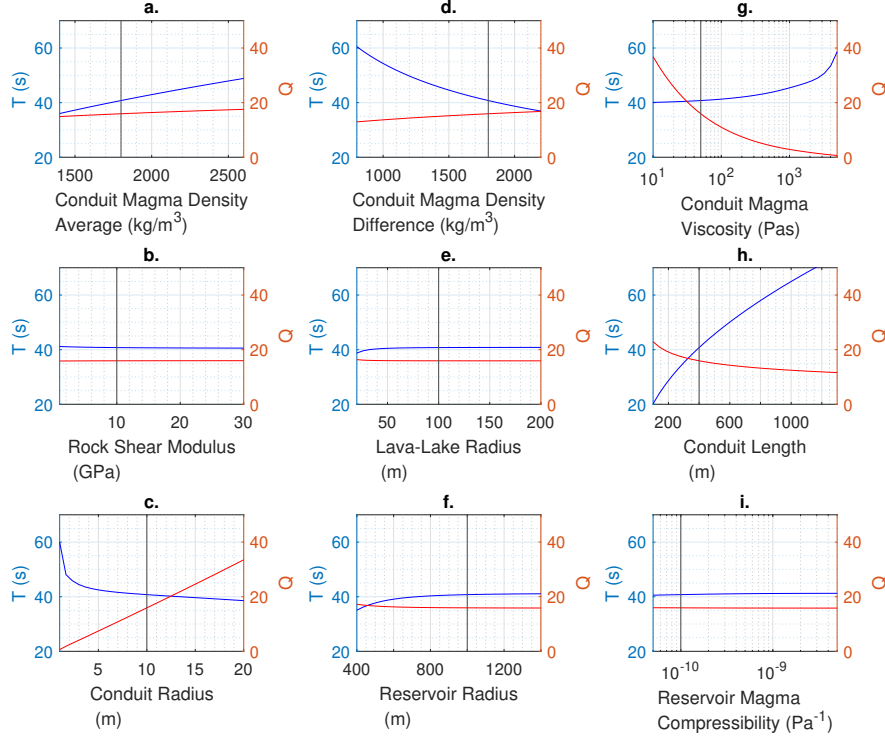 a.
60
40
20
T (s)
40
20
0
Q
1500
2000
2500
Conduit Magma Density
Average (kg/m³)
d.
60
40
20
T (s)
40
20
0
Q
1000
1500
2000
Conduit Magma Density
Difference (kg/m³)
g.
60
40
20
T (s)
40
20
0
Q
10¹
10²
10³
Conduit Magma
Viscosity (Pas)
b.
60
40
20
T (s)
40
20
0
Q
10
20
30
Rock Shear Modulus
(GPa)
e.
60
40
20
T (s)
40
20
0
Q
50
100
150
200
Lava-Lake Radius
(m)
h.
60
40
20
T (s)
40
20
0
Q
200
600
1000
Conduit Length
(m)
c.
60
40
20
T (s)
40
20
0
Q
5
10
15
20
Conduit Radius
(m)
f.
60
40
20
T (s)
40
20
0
Q
400
800
1200
Reservoir Radius
(m)
i.
60
40
20
T (s)
40
20
0
Q
10⁻¹⁰
10⁻⁹
Reservoir Magma
Compressibility (Pa⁻¹)